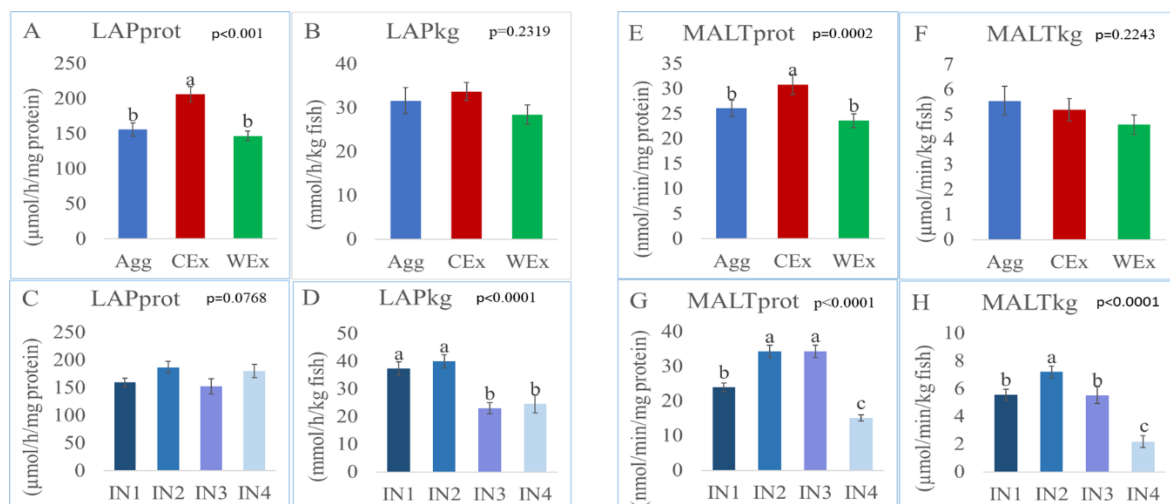 A LAPprot p<0.001
(µmol/h/mg protein)
250
200
150
100
50
0
b a b
Agg CEx WEx
B LAPkg p=0.2319
(mmol/h/kg fish)
40
30
20
10
0
Agg CEx WEx
E MALTprot p=0.0002
(nmol/min/mg protein)
35
30
25
20
15
10
5
0
b a b
Agg CEx WEx
F MALTkg p=0.2243
(µmol/min/kg fish)
7
6
5
4
3
2
1
0
Agg CEx WEx
C LAPprot p=0.0768
(µmol/h/mg protein)
250
200
150
100
50
0
IN1 IN2 IN3 IN4
D LAPkg p<0.0001
(mmol/h/kg fish)
50
40
30
20
10
0
a a b b
IN1 IN2 IN3 IN4
G MALTprot p<0.0001
(nmol/min/mg protein)
40
30
20
10
0
b a a c
IN1 IN2 IN3 IN4
H MALTkg p<0.0001
(µmol/min/kg fish)
10
8
6
4
2
0
b a b c
IN1 IN2 IN3 IN4